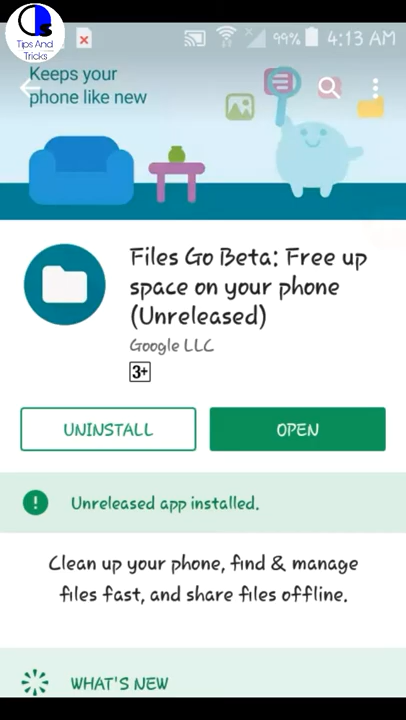 Tips And
Tricks
99%
4:13 AM
Keeps your
phone like new
Files Go Beta: Free up
space on your phone
(Unreleased)
Google LLC
3+
UNINSTALL
OPEN
Unreleased app installed.
Clean up your phone, find & manage
files fast, and share files offline.
WHAT'S NEW